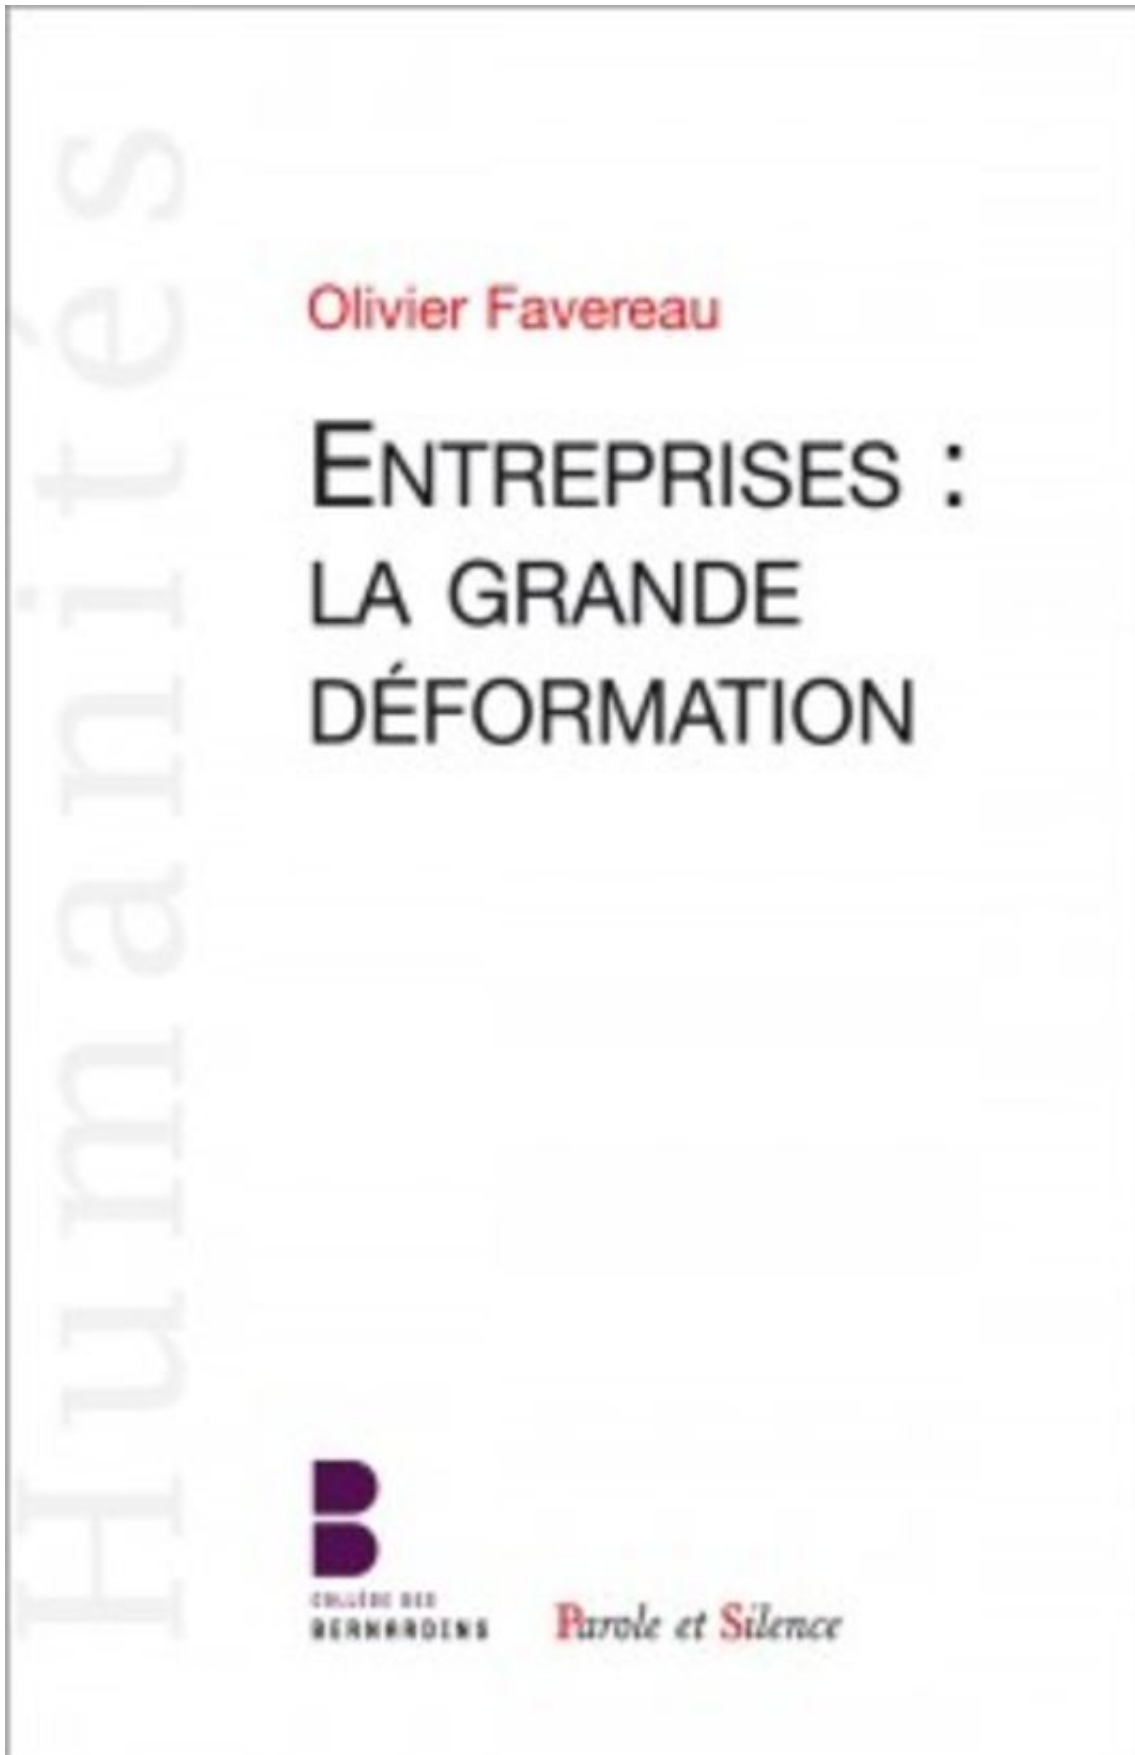 Humanités
Olivier Favereau
ENTREPRISES :
LA GRANDE
DÉFORMATION
COLLÈGE DES
BERNARDINS
Parole et Silence